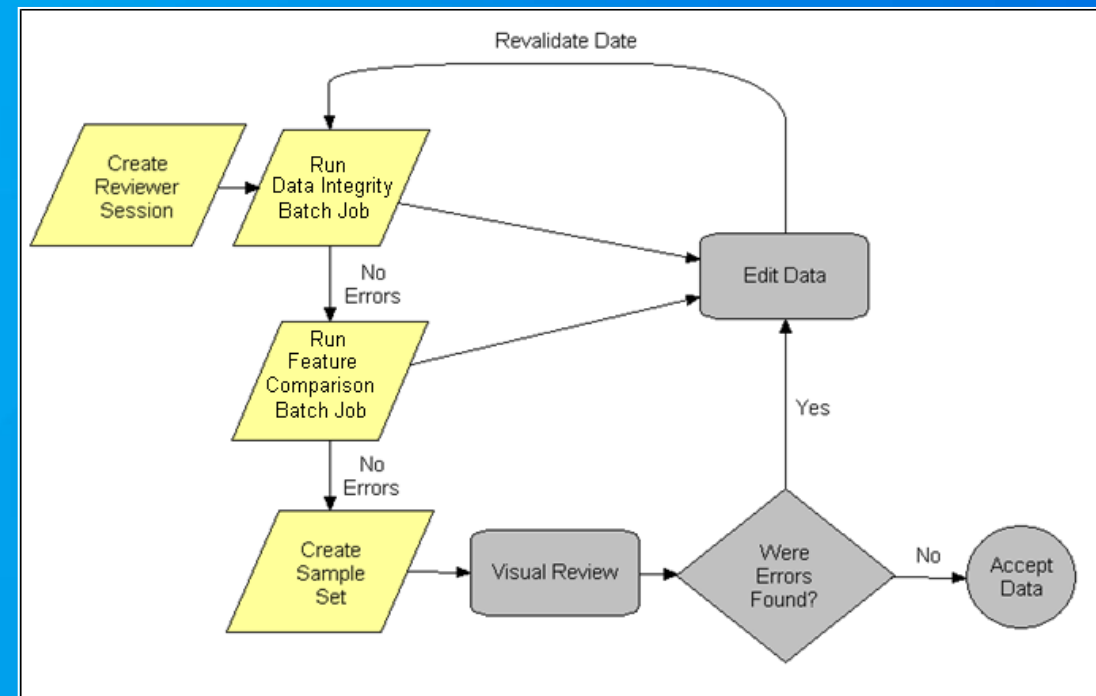 Revalidate Date
Create
Reviewer
Session
Run
Data Integrity
Batch Job
No
Errors
Edit Data
Run
Feature
Comparison
Batch Job
Yes
No
Errors
Create
Sample
Set
Visual Review
Were
Errors
Found?
No
Accept
Data